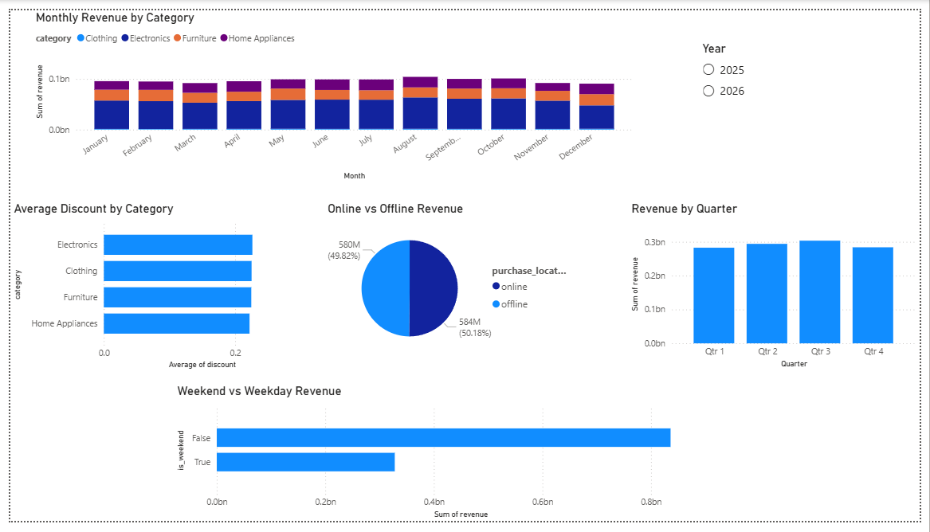 Monthly Revenue by Category
category Clothing Electronics Furniture Home Appliances
Year
2025
2026
Sum of revenue
0.1bn
0.0bn
January February March April May June July August Septemb... October November December
Month
Average Discount by Category
category
Electronics
Clothing
Furniture
Home Appliances
0.0 0.2
Average of discount
Online vs Offline Revenue
580M
(49.82%)
584M
(50.18%)
purchase_locat...
online
offline
Revenue by Quarter
Sum of revenue
0.3bn
0.2bn
0.1bn
0.0bn
Qtr 1 Qtr 2 Qtr 3 Qtr 4
Quarter
Weekend vs Weekday Revenue
is_weekend
False
True
0.0bn 0.2bn 0.4bn 0.6bn 0.8bn
Sum of revenue